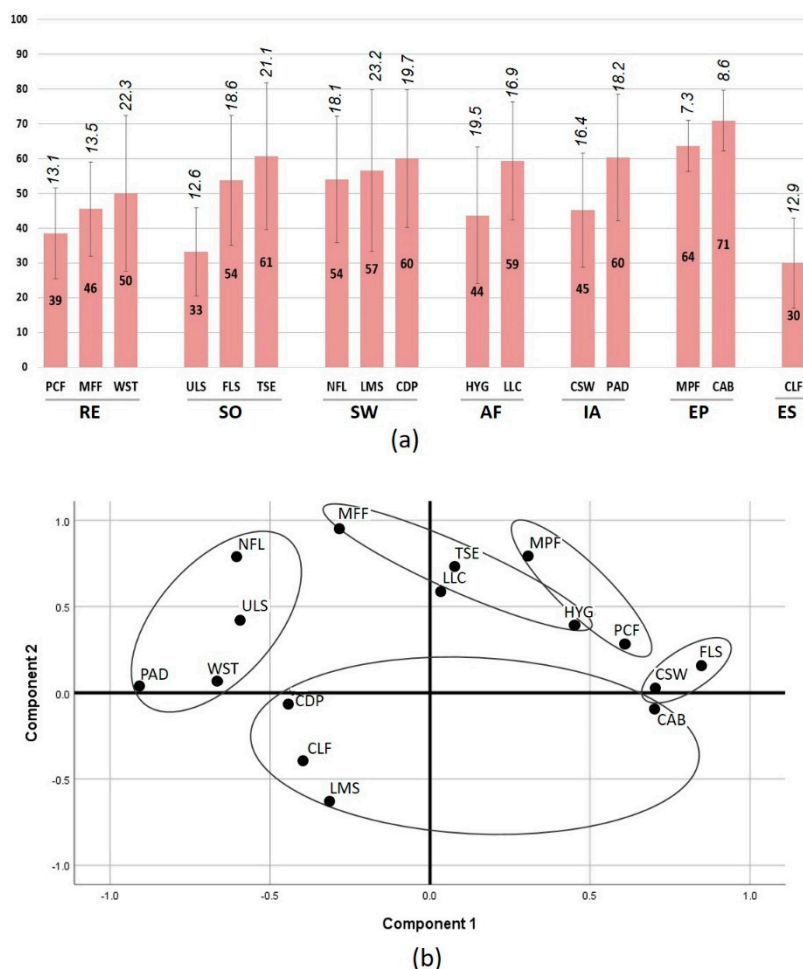 100
90
80
70
60
50
40
30
20
10
0
13.1 13.5 22.3 12.6 18.6 21.1 18.1 23.2 19.7 19.5 16.9 16.4 18.2 7.3 8.6 12.9
39 46 50 33 54 61 54 57 60 44 59 45 60 64 71 30
PCF MFF WST ULS FLS TSE NFL LMS CDP HYG LLC CSW PAD MPF CAB CLF
RE SO SW AF IA EP ES
(a)
Component 2
1.0
0.5
0.0
-0.5
-1.0
MFF
NFL
TSE
MPF
LLC
ULS
HYG
PCF
FLS
PAD
WST
CSW
CDP
CAB
CLF
LMS
-1.0 -0.5 0.0 0.5 1.0
Component 1
(b)